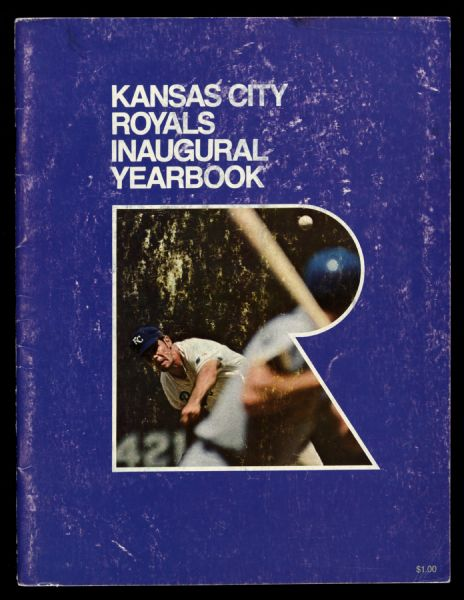 KANSAS CITY
ROYALS
INAUGURAL
YEARBOOK
KC
421
$1.00